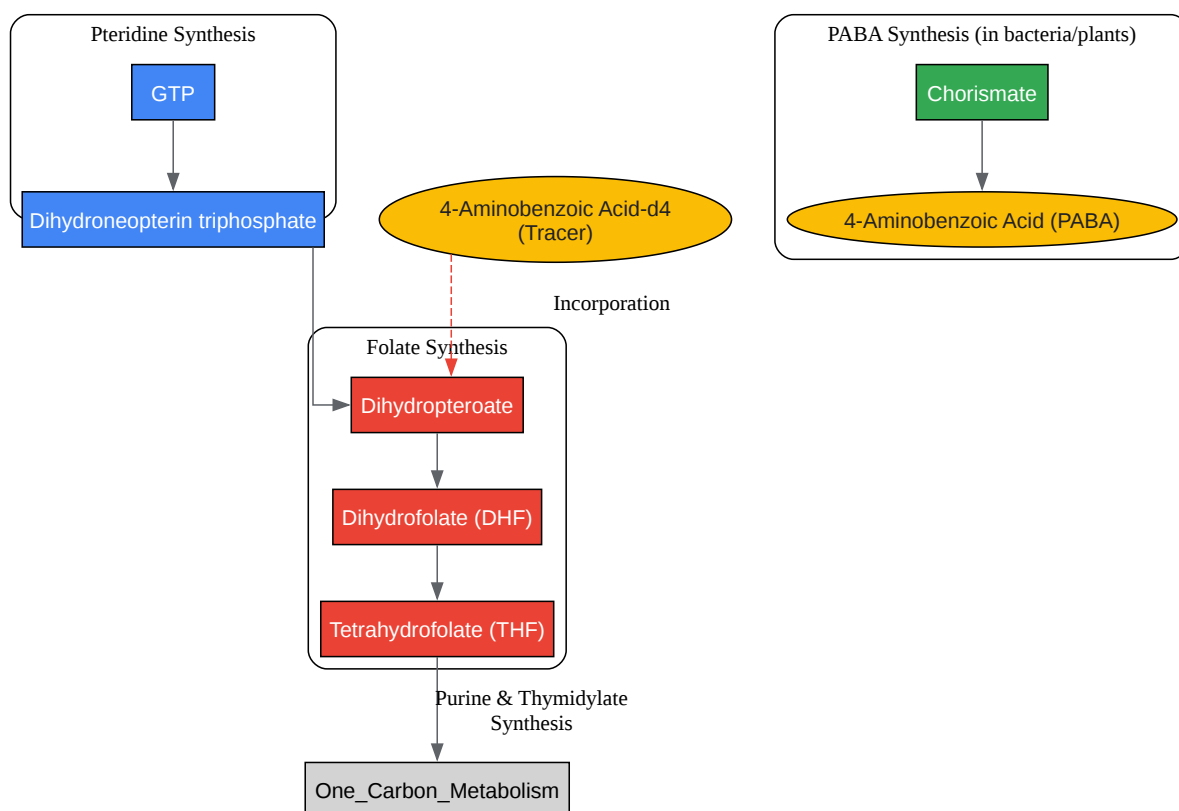 Pteridine Synthesis
GTP
Dihydroneopterin triphosphate
4-Aminobenzoic Acid-d4
(Tracer)
PABA Synthesis (in bacteria/plants)
Chorismate
4-Aminobenzoic Acid (PABA)
Incorporation
Folate Synthesis
Dihydropteroate
Dihydrofolate (DHF)
Tetrahydrofolate (THF)
Purine & Thymidylate
Synthesis
One_Carbon_Metabolism